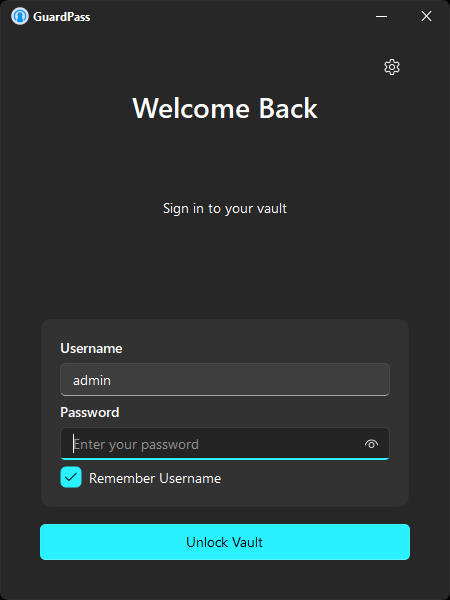 GuardPass
Welcome Back
Sign in to your vault
Username
admin
Password
Enter your password
Remember Username
Unlock Vault